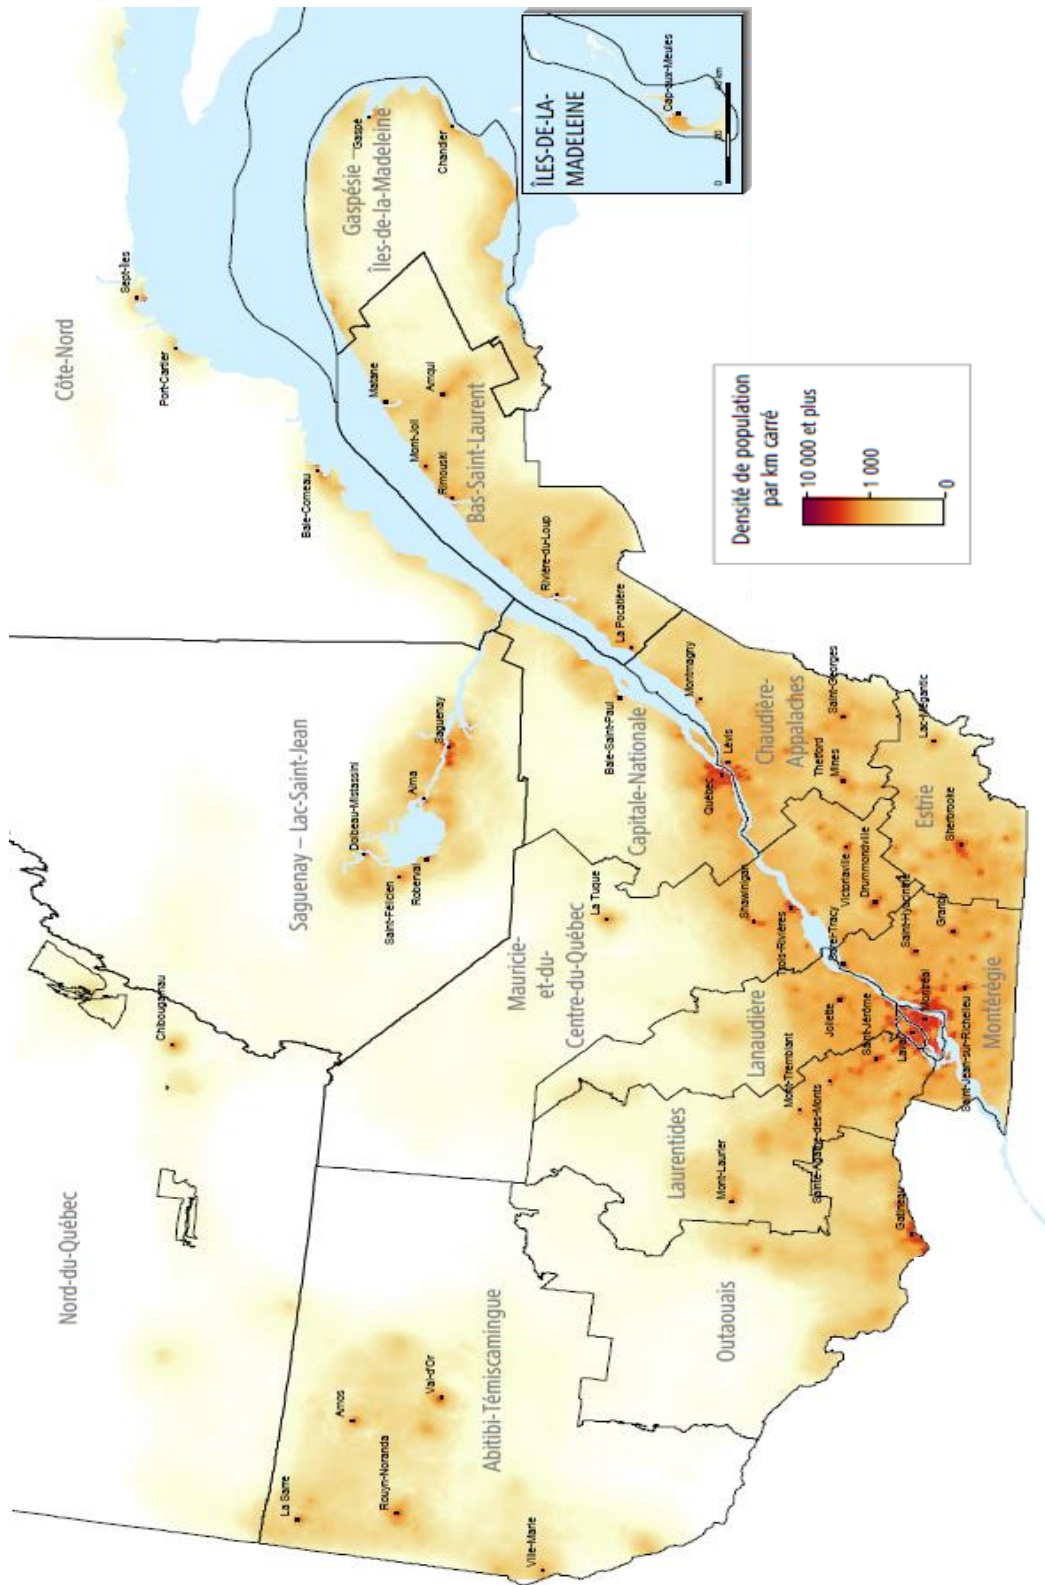 Nord-du-Québec
Chibougamau
Côte-Nord
Sept-Îles
Port-Cartier
Baie-Comeau
Saguenay – Lac-Saint-Jean
Dolbeau-Mistassini
Saint-Félicien
Roberval
Alma
Saguenay
Gaspésie –
Îles-de-la-Madeleine
Gaspé
Chandler
Matane
Amqui
Mont-Joli
Rimouski
Bas-Saint-Laurent
Rivière-du-Loup
La Pocatière
La Sarre
Amos
Rouyn-Noranda
Val-d'Or
Abitibi-Témiscamingue
Ville-Marie
Mauricie-
et-du-
Centre-du-Québec
La Tuque
Shawinigan
Trois-Rivières
Capitale-Nationale
Baie-Saint-Paul
Québec
Lévis
Montmagny
Chaudière-
Appalaches
Thetford
Mines
Saint-Georges
Outaouais
Gatineau
Laurentides
Mont-Laurier
Mont-Tremblant
Sainte-Agathe-des-Monts
Saint-Jérôme
Lanaudière
Joliette
Laval
Montréal
Sorel-Tracy
Victoriaville
Drummondville
Saint-Hyacinthe
Granby
Saint-Jean-sur-Richelieu
Montérégie
Estrie
Sherbrooke
Lac-Mégantic
ÎLES-DE-LA-
MADELEINE
Cap-aux-Meules
0
20
40 km
Densité de population
par km carré
10 000 et plus
1 000
0